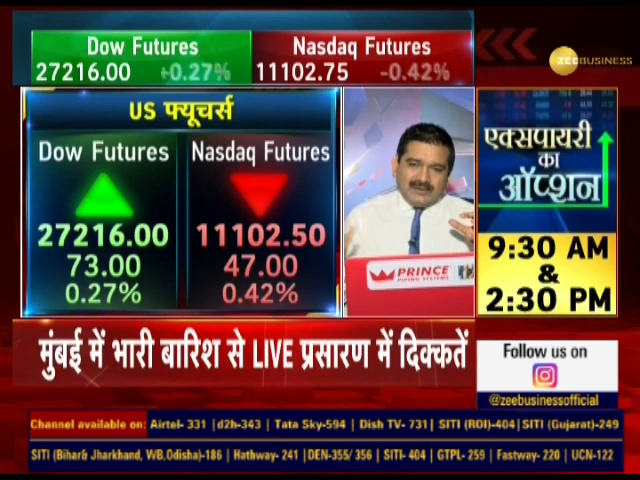 Dow Futures
27216.00 +0.27%
Nasdaq Futures
11102.75 -0.42%
ZEEBUSINESS
US फ्यूचर्स
Dow Futures
27216.00
73.00
0.27%
Nasdaq Futures
11102.50
47.00
0.42%
PRINCE
PIPING SYSTEMS
एक्सपायरी
का
ऑप्शन
9:30 AM
&
2:30 PM
मुंबई में भारी बारिश से LIVE प्रसारण में दिक्कतें
Follow us on
@zeebusinessofficial
Channel available on: Airtel- 331 | d2h-343 | Tata Sky-594 | Dish TV- 731 | SITI (ROI)-404 | SITI (Gujarat)-249
SITI (Bihar& Jharkhand, WB,Odisha)-186 | Hathway- 241 | DEN-355/ 356 | SITI- 404 | GTPL- 259 | Fastway- 220 | UCN-122